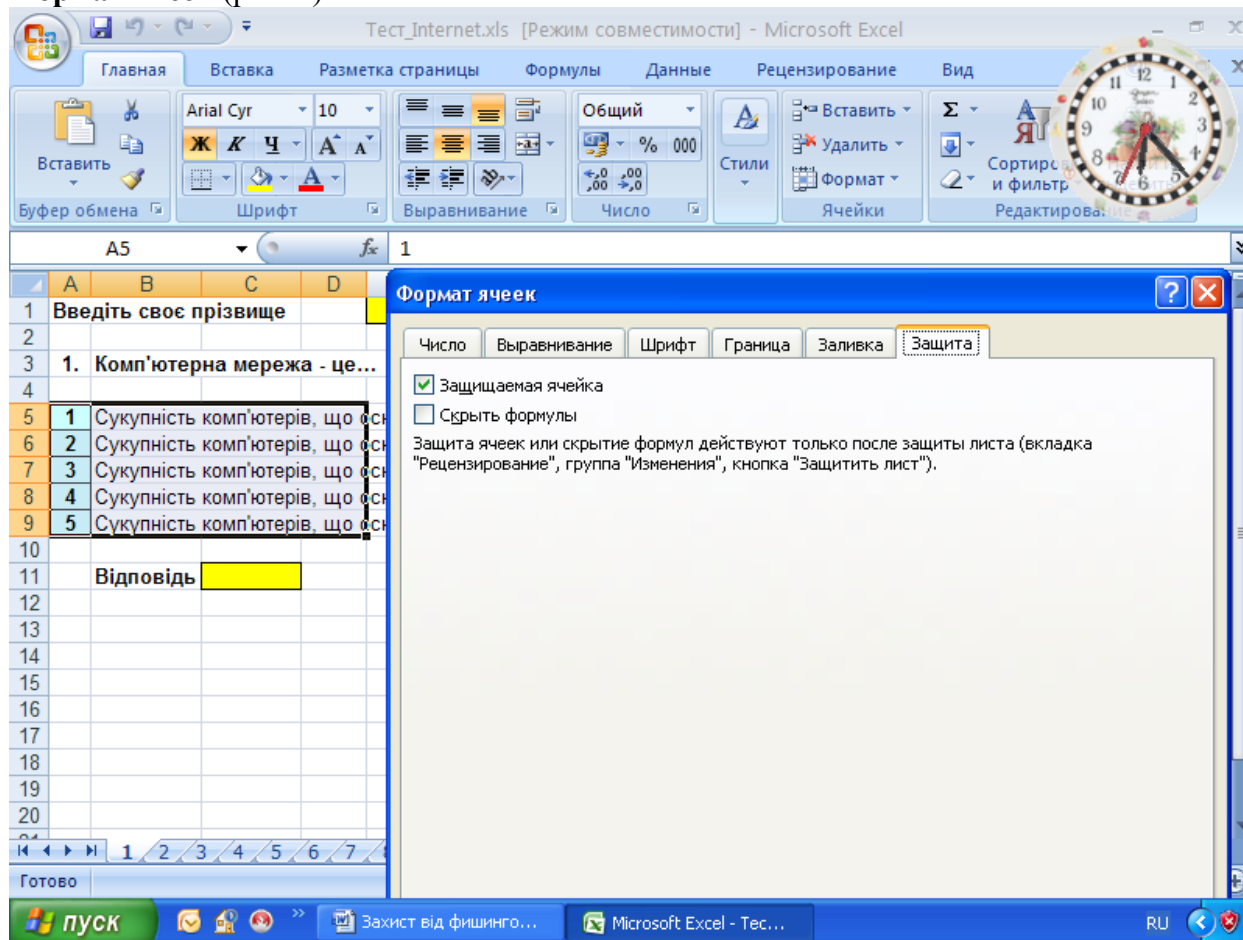 Тест_Internet.xls [Режим совместимости] - Microsoft Excel
Главная Вставка Разметка страницы Формулы Данные Рецензирование Вид
Вставить
Буфер обмена
Arial Cyr 10
Ж К Ч
Шрифт
Выравнивание
Общий
% 000
Число
Стили
Вставить
Удалить
Формат
Ячейки
Σ
и фильтр
A5 fx 1
A B C D
1 Введіть своє прізвище
2
3 1. Комп'ютерна мережа - це...
4
5 1 Сукупність комп'ютерів, що
6 2 Сукупність комп'ютерів, що
7 3 Сукупність комп'ютерів, що
8 4 Сукупність комп'ютерів, що
9 5 Сукупність комп'ютерів, що
10
11 Відповідь
12
13
14
15
16
17
18
19
20
Формат ячеек
Число Выравнивание Шрифт Граница Заливка Защита
Защищаемая ячейка
Скрыть формулы
Защита ячеек или скрытие формул действуют только после защиты листа (вкладка
"Рецензирование", группа "Изменения", кнопка "Защитить лист").
1 2 3 4 5 6 7
Готово
пуск Захист від фишинго... Microsoft Excel - Тес... RU